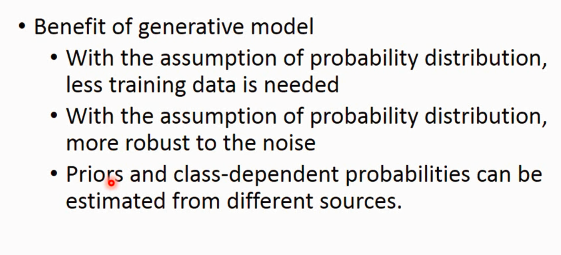 • Benefit of generative model
• With the assumption of probability distribution,
less training data is needed
• With the assumption of probability distribution,
more robust to the noise
• Priors and class-dependent probabilities can be
estimated from different sources.